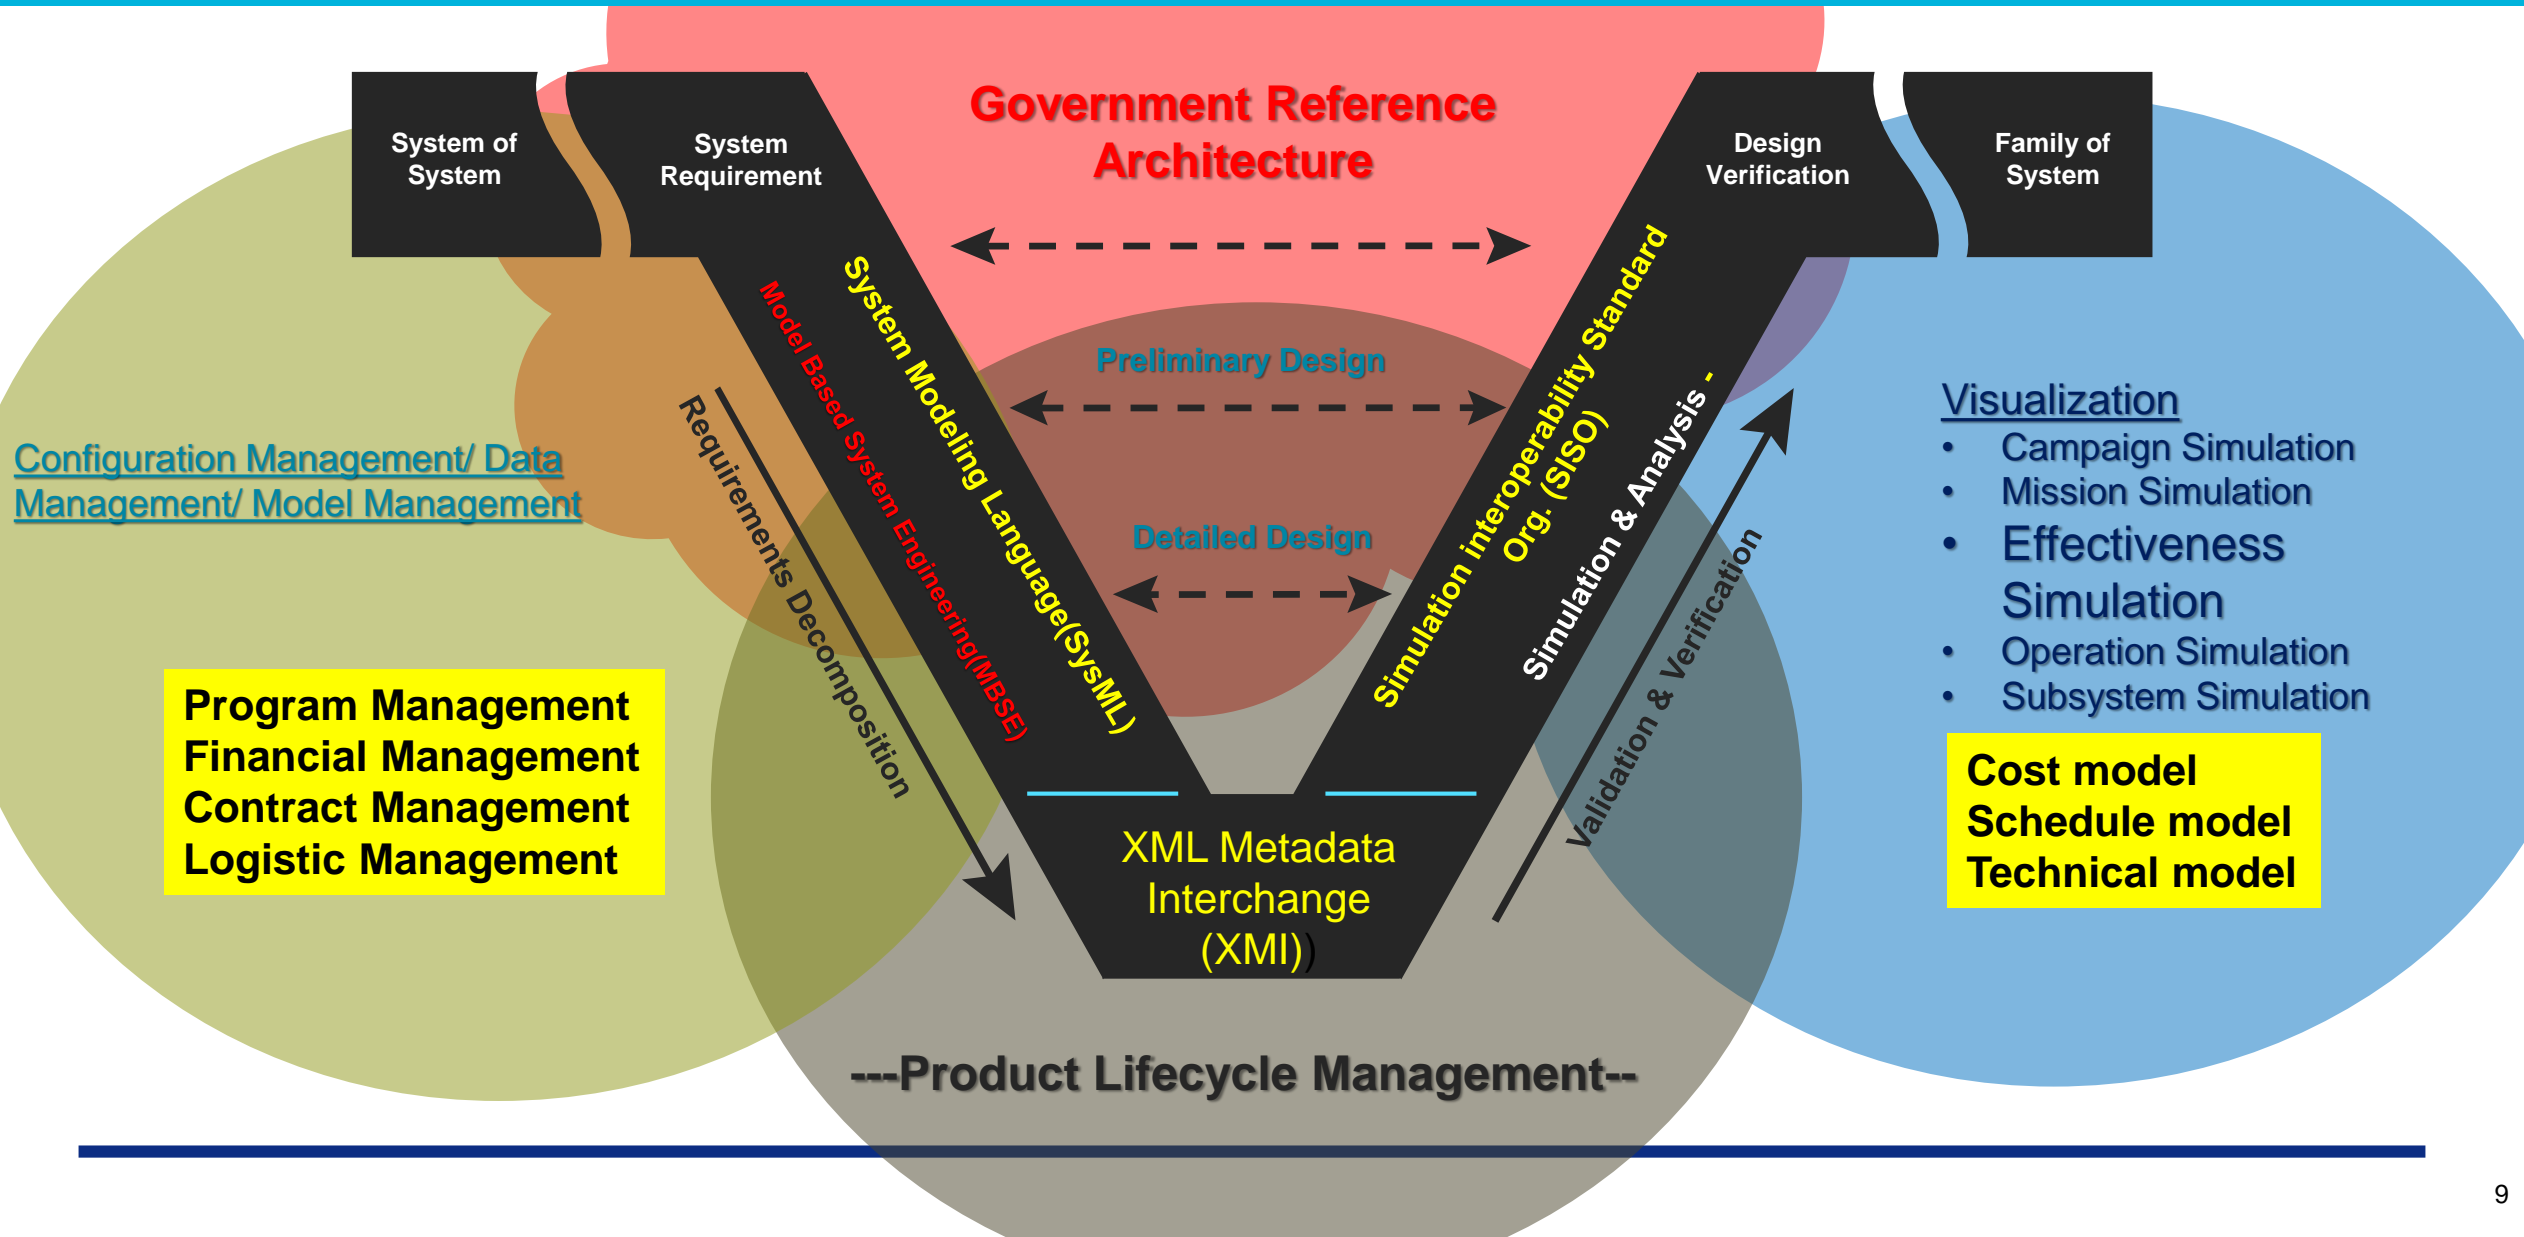 Government Reference
Architecture
System of
System
System
Requirement
Design
Verification
Family of
System
Model Based System Engineering(MBSE)
System Modeling Language(SysML)
Simulation interoperability Standard
Org. (SISO)
Simulation & Analysis -
Requirements Decomposition
Validation & Verification
Preliminary Design
Detailed Design
Configuration Management/ Data
Management/ Model Management
Program Management
Financial Management
Contract Management
Logistic Management
Visualization
• Campaign Simulation
• Mission Simulation
• Effectiveness
Simulation
• Operation Simulation
• Subsystem Simulation
Cost model
Schedule model
Technical model
XML Metadata
Interchange
(XMI))
---Product Lifecycle Management--
9